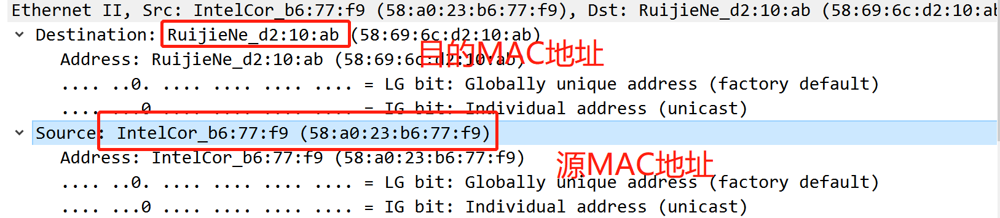 Ethernet II, Src: IntelCor_b6:77:f9 (58:a0:23:b6:77:f9), Dst: RuijieNe_d2:10:ab (58:69:6c:d2:10:ab
Destination: RuijieNe_d2:10:ab (58:69:6c:d2:10:ab)
目的MAC地址
Address: RuijieNe_d2:10:ab (58:69:6c:d2:10:ab)
.... ..0. .... .... .... .... = LG bit: Globally unique address (factory default)
.... ...0 .... .... .... .... = IG bit: Individual address (unicast)
Source: IntelCor_b6:77:f9 (58:a0:23:b6:77:f9)
Address: IntelCor_b6:77:f9 (58:a0:23:b6:77:f9)
源MAC地址
.... ..0. .... .... .... .... = LG bit: Globally unique address (factory default)
.... ...0 .... .... .... .... = IG bit: Individual address (unicast)